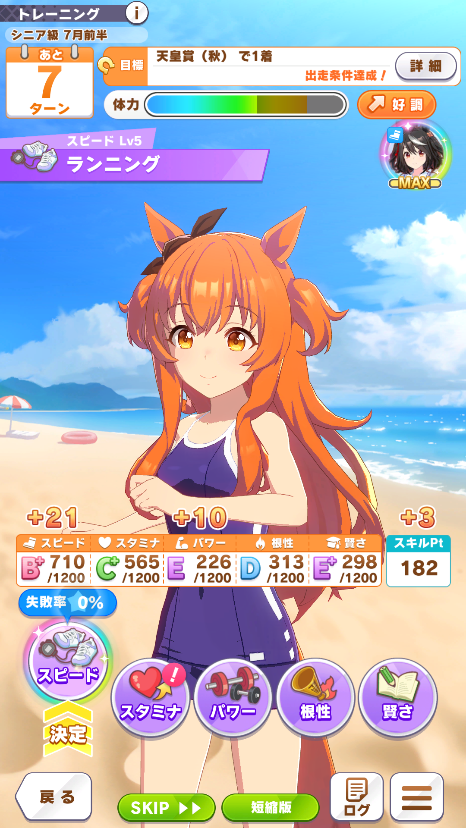 トレーニング i
シニア級 7月前半
あと
7
ターン
目標
天皇賞（秋） で1着
出走条件達成！
詳細
体力
好調
スピード Lv5
ランニング
MAX
+21 +10 +3
スピード スタミナ パワー 根性 賢さ スキルPt
B+ 710 C+ 565 E 226 D 313 E+ 298 182
/1200 /1200 /1200 /1200 /1200
失敗率 0%
スピード
スタミナ
!
パワー
根性
賢さ
決定
戻る
SKIP
短縮版
ログ